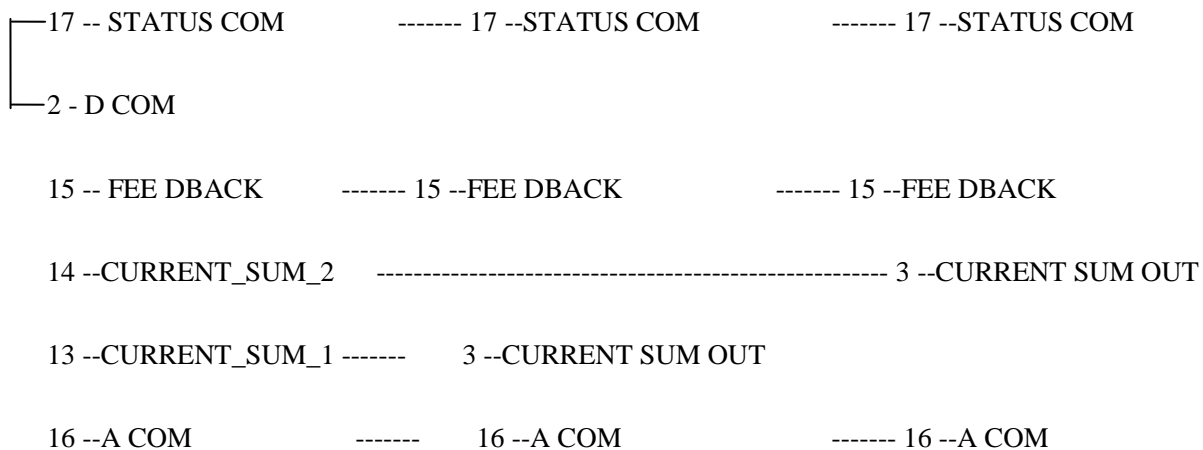 17 -- STATUS COM ------- 17 --STATUS COM ------- 17 --STATUS COM
2 - D COM
15 -- FEE DBACK ------- 15 --FEE DBACK ------- 15 --FEE DBACK
14 --CURRENT_SUM_2 ------------------------------------------------------- 3 --CURRENT SUM OUT
13 --CURRENT_SUM_1 ------- 3 --CURRENT SUM OUT
16 --A COM ------- 16 --A COM ------- 16 --A COM